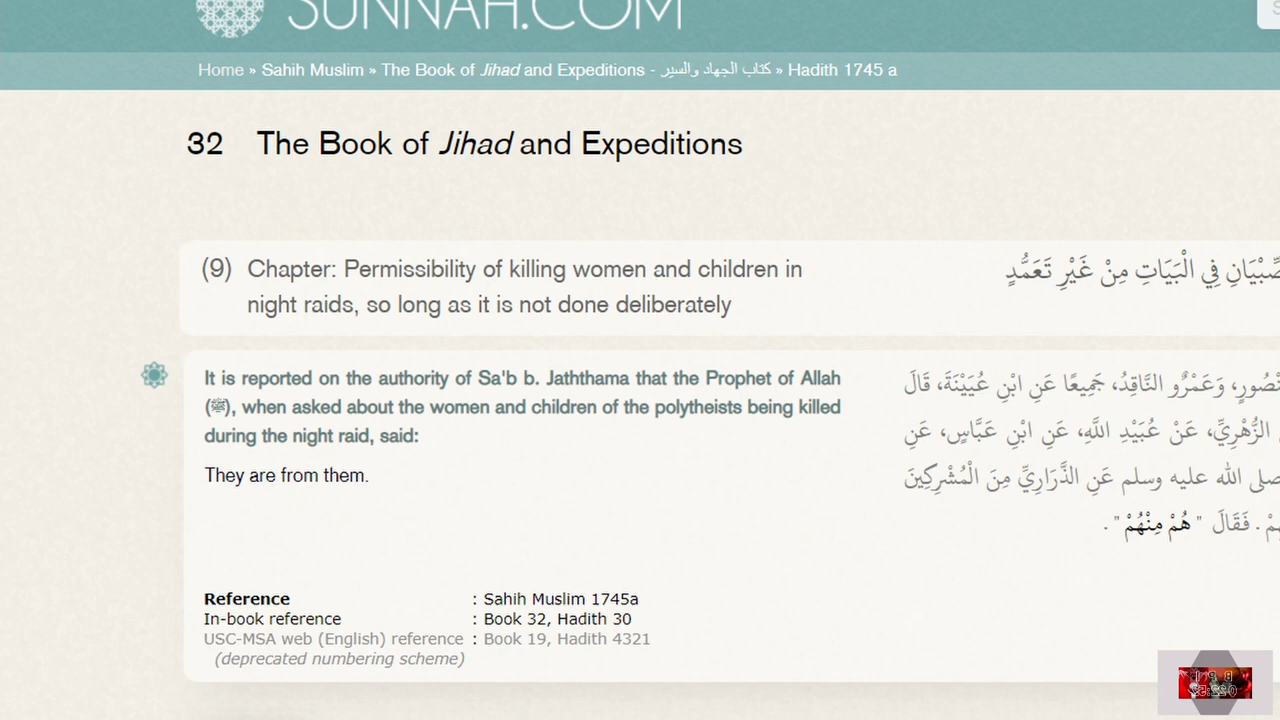 SUNNAH.COM
Home » Sahih Muslim » The Book of Jihad and Expeditions - كتاب الجهاد والسير » Hadith 1745 a
32 The Book of Jihad and Expeditions
(9) Chapter: Permissibility of killing women and children in
night raids, so long as it is not done deliberately
فِي الْبَيَاتِ مِنْ غَيْرِ تَعَمُّدٍ
It is reported on the authority of Sa'b b. Jaththama that the Prophet of Allah
(ﷺ), when asked about the women and children of the polytheists being killed
during the night raid, said:
They are from them.
وَعَمْرٌو النَّاقِدُ، جَمِيعًا عَنِ ابْنِ عُيَيْنَةَ، قَالَ
الزُّهْرِيِّ، عَنْ عُبَيْدِ اللَّهِ، عَنِ ابْنِ عَبَّاسٍ، عَنِ
صلى الله عليه وسلم عَنِ الذَّرَارِيِّ مِنَ الْمُشْرِكِينَ
فَقَالَ " هُمْ مِنْهُمْ " .
Reference : Sahih Muslim 1745a
In-book reference : Book 32, Hadith 30
USC-MSA web (English) reference : Book 19, Hadith 4321
(deprecated numbering scheme)